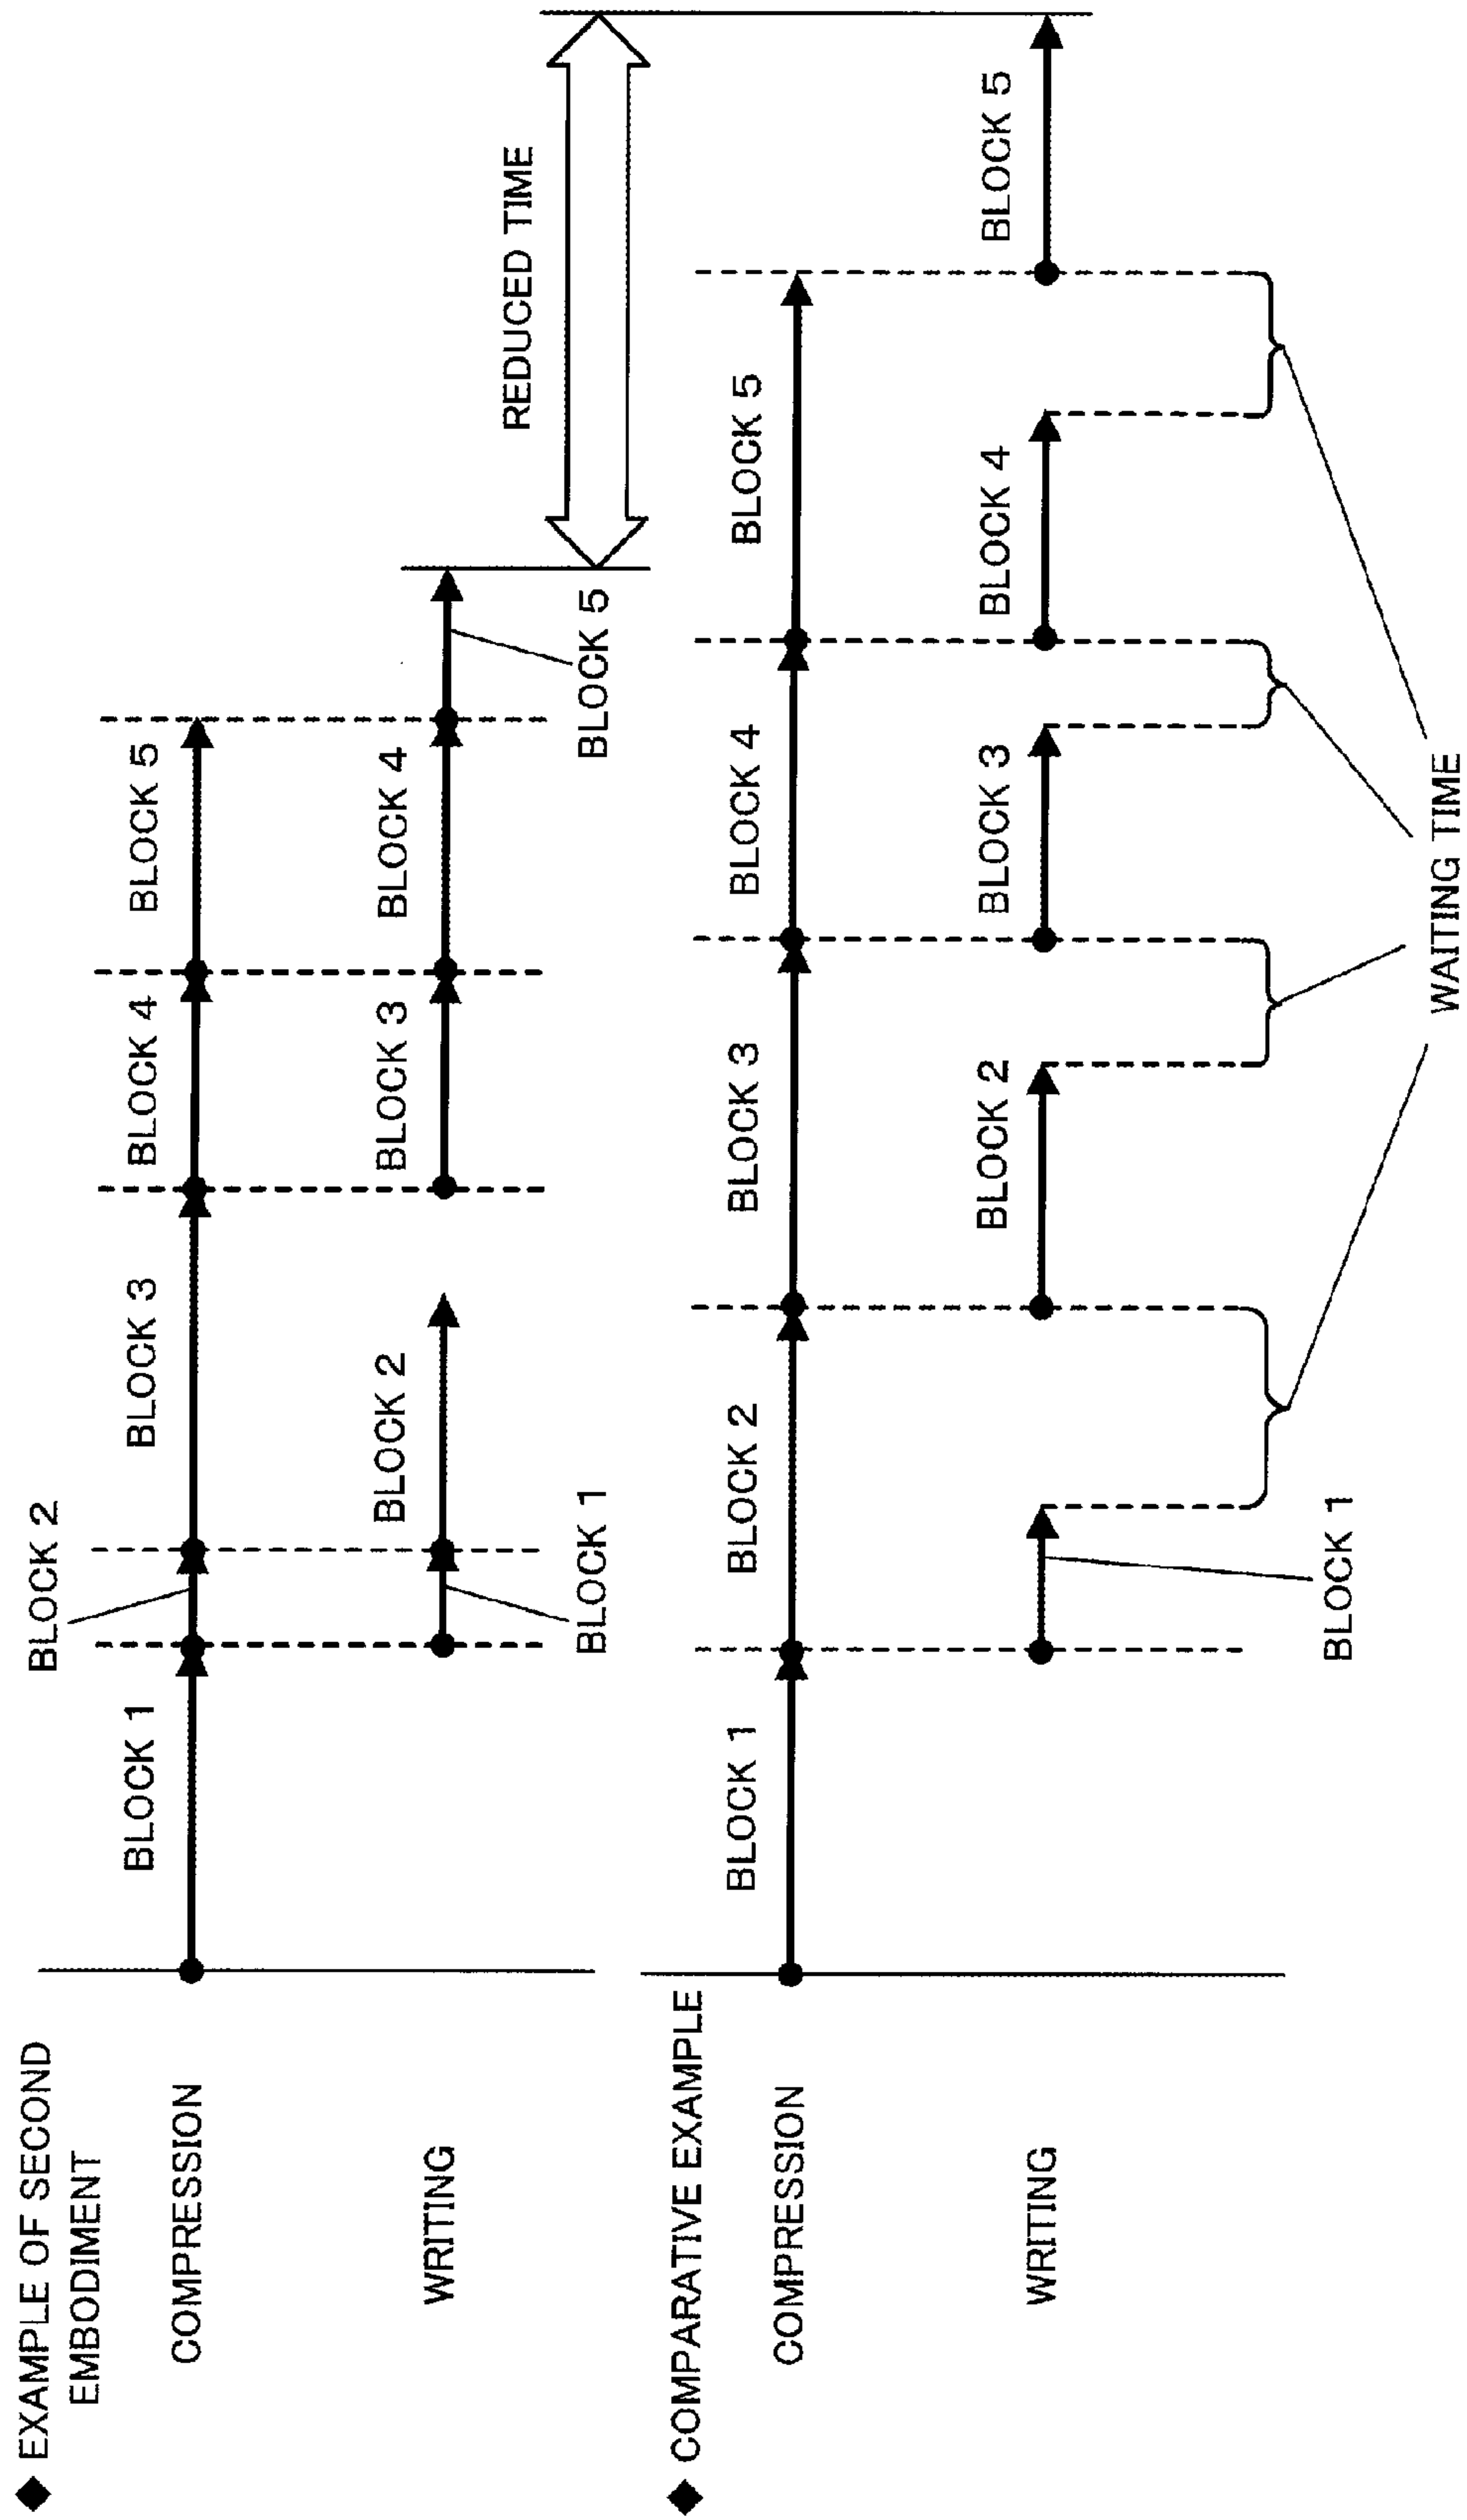 ◆ EXAMPLE OF SECOND
EMBODIMENT
COMPRESSION
BLOCK 1
BLOCK 2
BLOCK 3
BLOCK 4
BLOCK 5
WRITING
BLOCK 1
BLOCK 2
BLOCK 3
BLOCK 4
BLOCK 5
REDUCED TIME
◆ COMPARATIVE EXAMPLE
COMPRESSION
BLOCK 1
BLOCK 2
BLOCK 3
BLOCK 4
BLOCK 5
WRITING
BLOCK 1
BLOCK 2
BLOCK 3
BLOCK 4
BLOCK 5
WAITING TIME